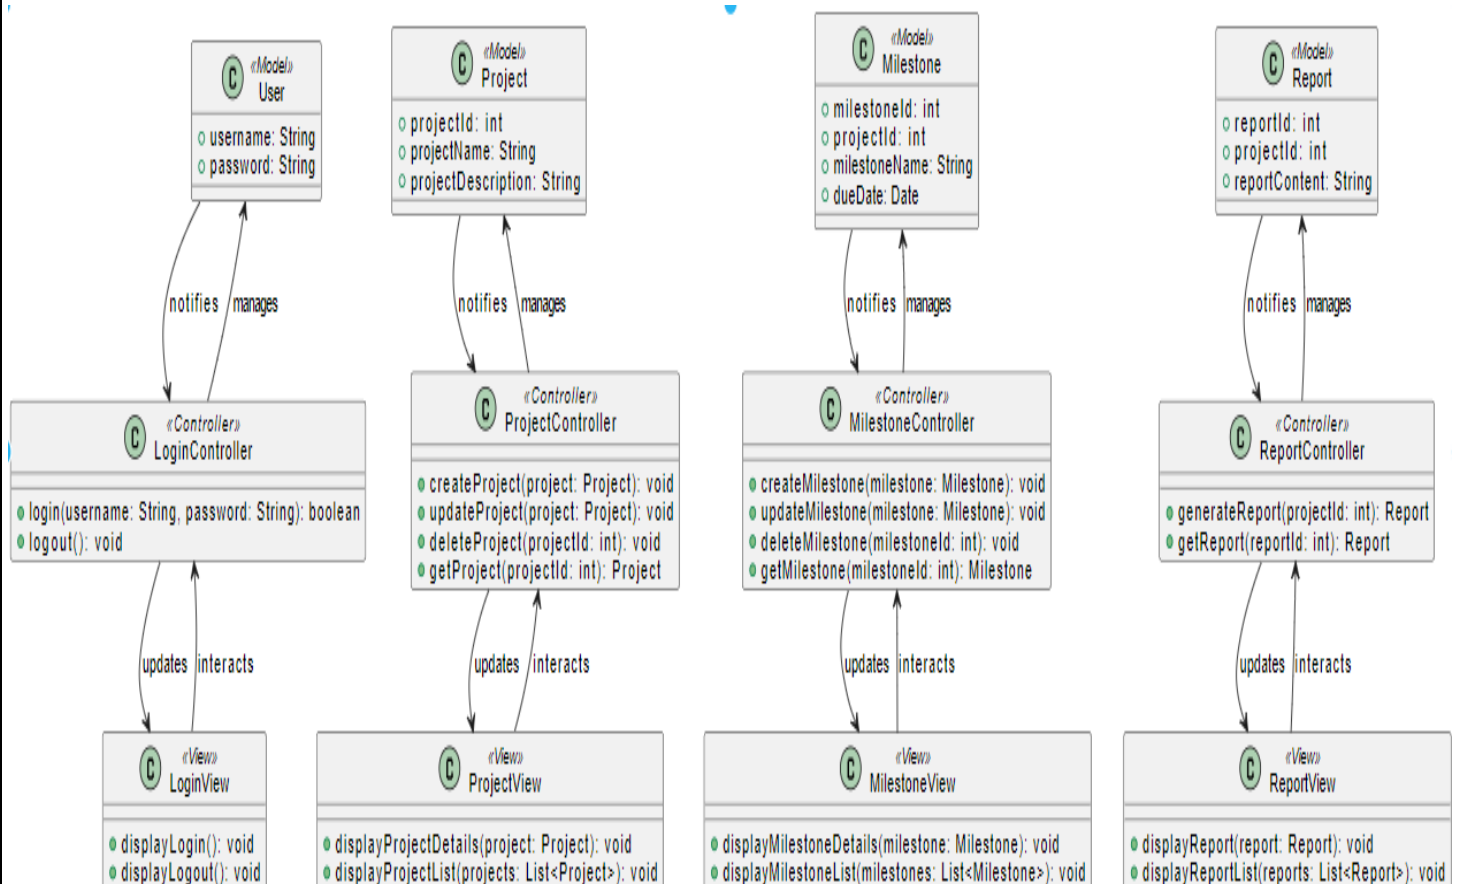 «Model»
C
User
username: String
password: String
«Model»
C
Project
projectId: int
projectName: String
projectDescription: String
«Model»
C
Milestone
milestoneId: int
projectId: int
milestoneName: String
dueDate: Date
«Model»
C
Report
reportId: int
projectId: int
reportContent: String
notifies
manages
notifies
manages
notifies
manages
notifies
manages
«Controller»
C
LoginController
login(username: String, password: String): boolean
logout(): void
«Controller»
C
ProjectController
createProject(project: Project): void
updateProject(project: Project): void
deleteProject(projectId: int): void
getProject(projectId: int): Project
«Controller»
C
MilestoneController
createMilestone(milestone: Milestone): void
updateMilestone(milestone: Milestone): void
deleteMilestone(milestoneId: int): void
getMilestone(milestoneId: int): Milestone
«Controller»
C
ReportController
generateReport(projectId: int): Report
getReport(reportId: int): Report
updates
interacts
updates
interacts
updates
interacts
updates
interacts
«View»
C
LoginView
displayLogin(): void
displayLogout(): void
«View»
C
ProjectView
displayProjectDetails(project: Project): void
displayProjectList(projects: List<Project>): void
«View»
C
MilestoneView
displayMilestoneDetails(milestone: Milestone): void
displayMilestoneList(milestones: List<Milestone>): void
«View»
C
ReportView
displayReport(report: Report): void
displayReportList(reports: List<Report>): void